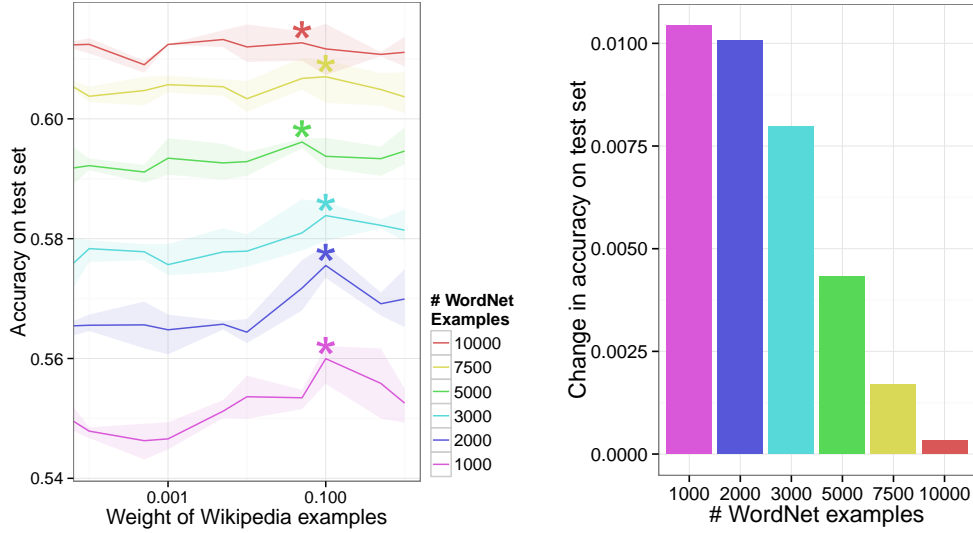 Accuracy on test set
0.60
0.58
0.56
0.54
0.001
0.100
Weight of Wikipedia examples
# WordNet
Examples
10000
7500
5000
3000
2000
1000
Change in accuracy on test set
0.0100
0.0075
0.0050
0.0025
0.0000
1000 2000 3000 5000 7500 10000
# WordNet examples